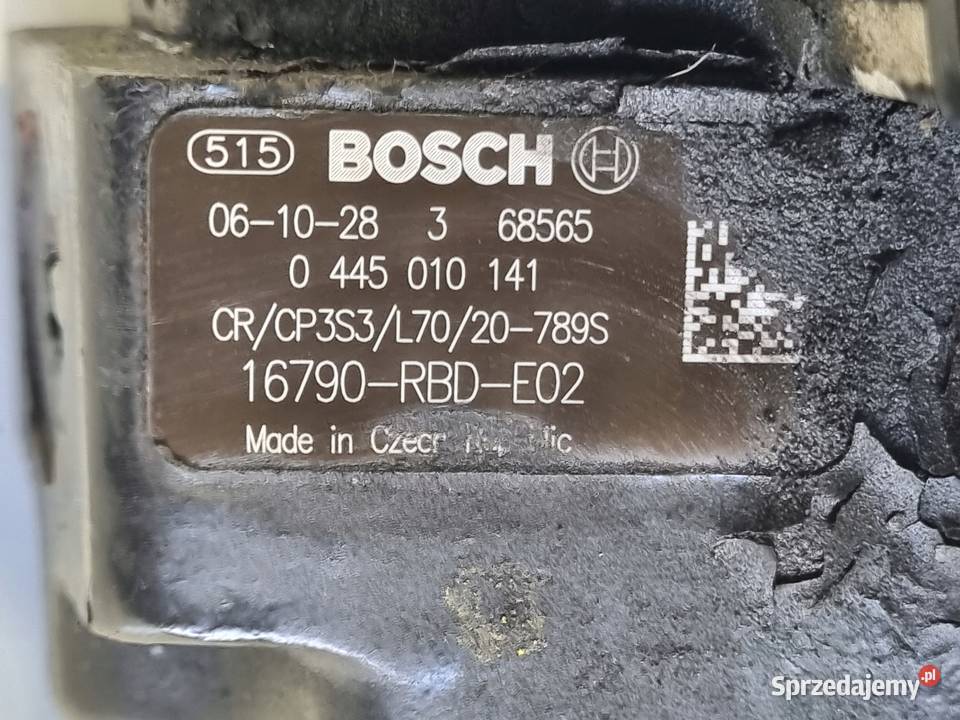 515 BOSCH
06-10-28 3 68565
0 445 010 141
CR/CP3S3/L70/20-789S
16790-RBD-E02
Made in Czech
Sprzedajemy.pl